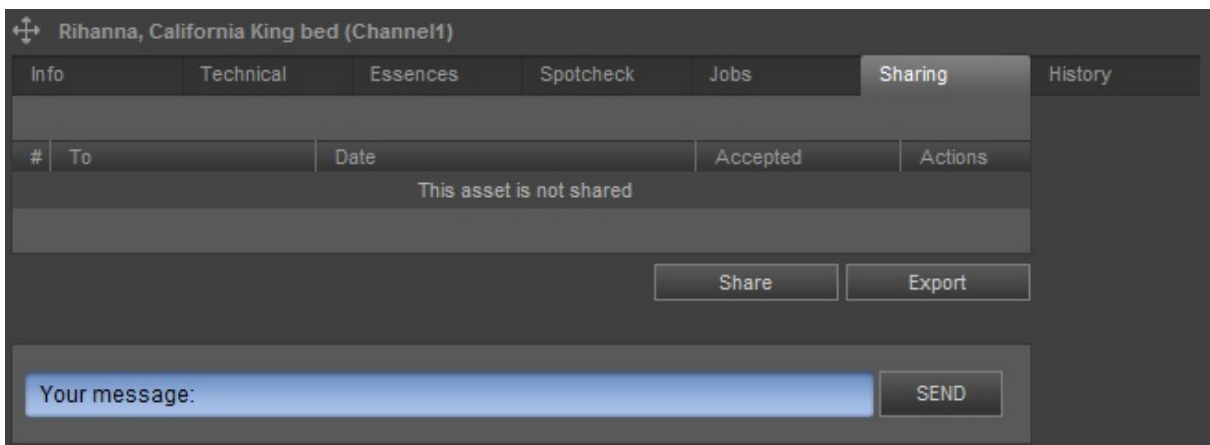 Rihanna, California King bed (Channel1)
Info Technical Essences Spotcheck Jobs Sharing History
# To Date Accepted Actions
This asset is not shared
Share Export
Your message: SEND